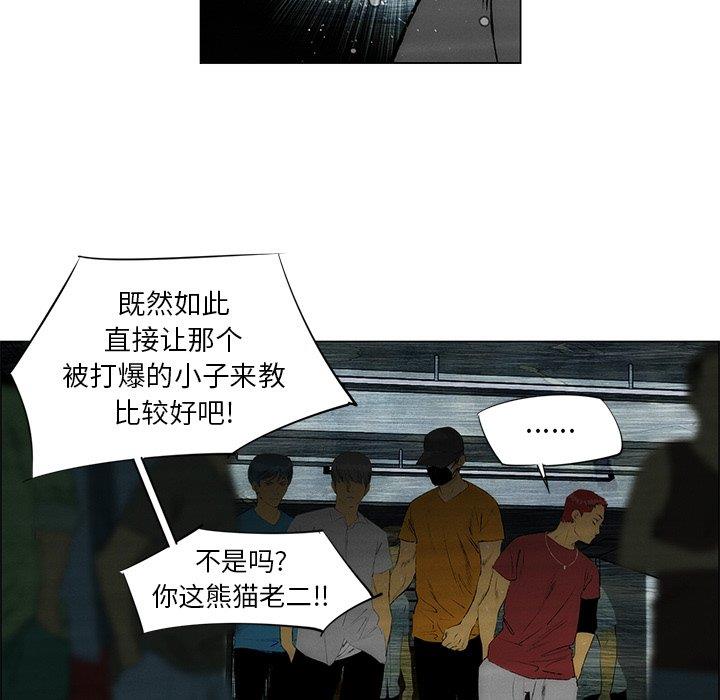 既然如此
直接让那个
被打爆的小子来教
比较好吧!
......
不是吗?
你这熊猫老二!!